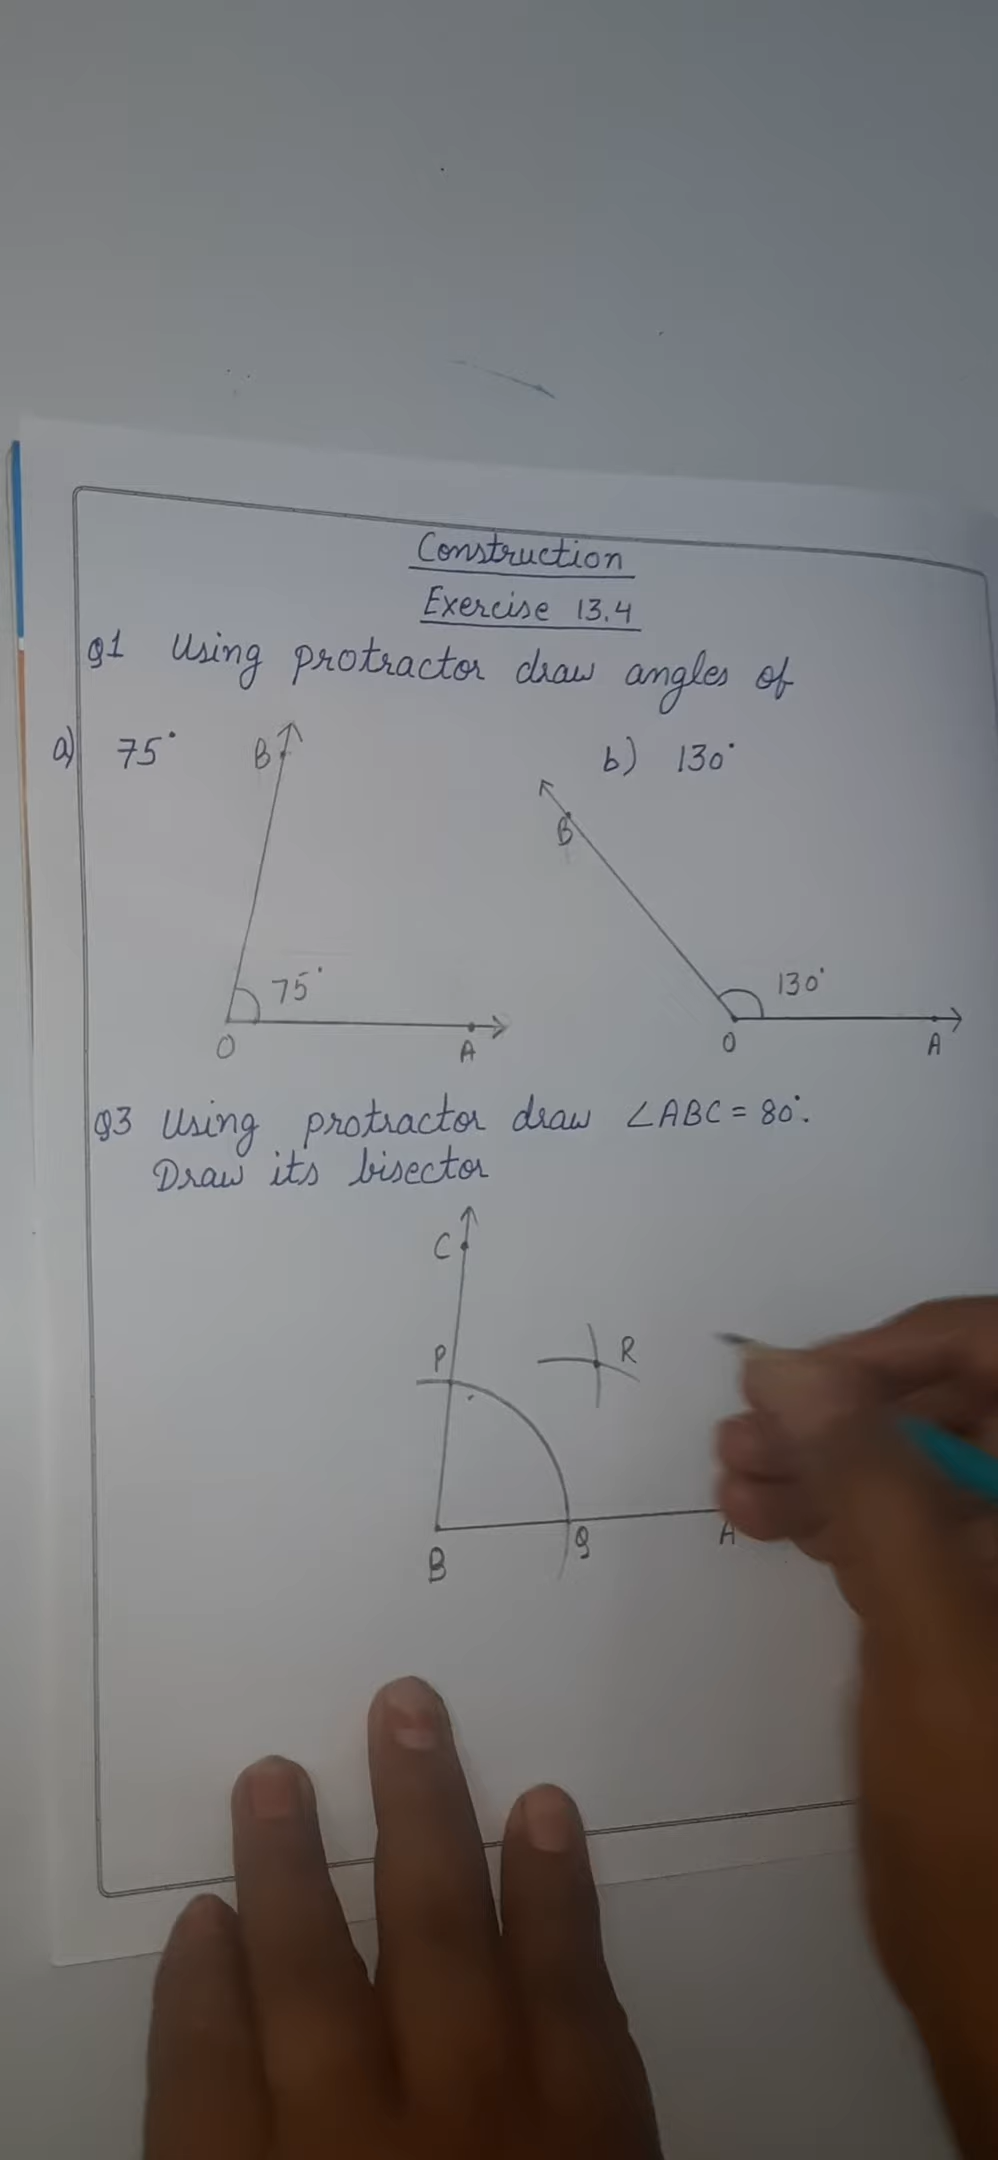 Construction
Exercise 13.4
Q1 Using protractor draw angles of
a) 75°
B
b) 130°
B
75°
130°
O
A
O
A
Q3 Using protractor draw ∠ABC = 80°.
Draw its bisector
C
P
R
B
Q
A